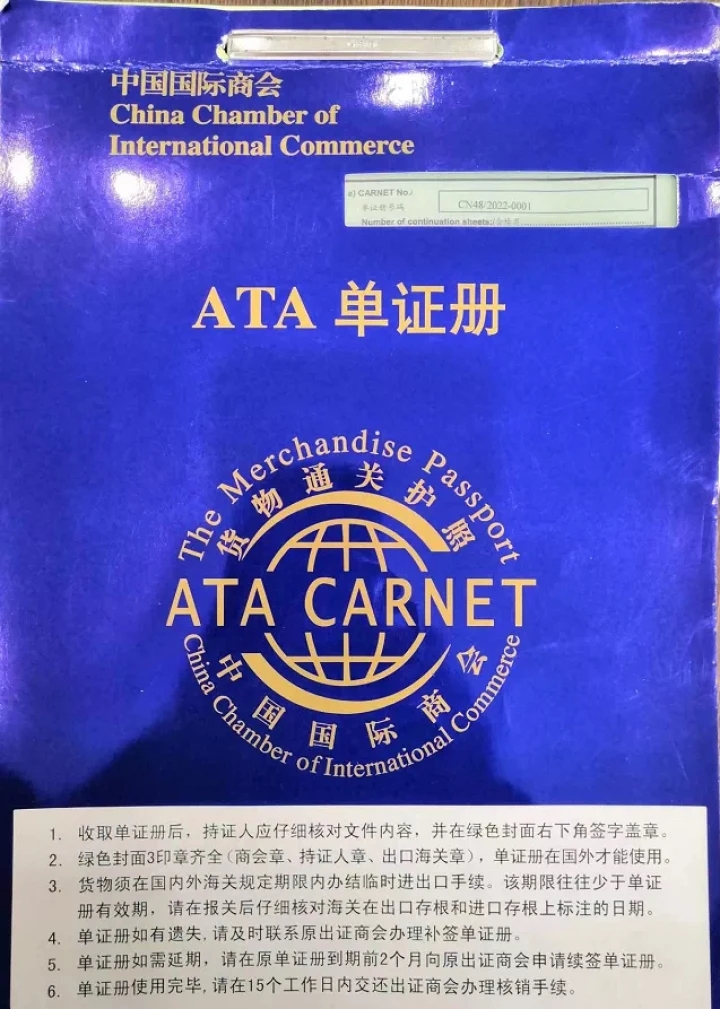 中国国际商会
China Chamber of
International Commerce
a) CARNET No./
单证册号码
CN48/2022-0001
Number of continuation sheets:/
ATA 单证册
The Merchandise Passport
货物通关护照
ATA CARNET
中国国际商会
China Chamber of International Commerce
1. 收取单证册后，持证人应仔细核对文件内容，并在绿色封面右下角签字盖章。
2. 绿色封面3印章齐全（商会章、持证人章、出口海关章），单证册在国外才能使用。
3. 货物须在国内外海关规定期限内办结临时进出口手续。该期限往往少于单证
册有效期，请在报关后仔细核对海关在出口存根和进口存根上标注的日期。
4. 单证册如有遗失,请及时联系原出证商会办理补签单证册。
5. 单证册如需延期，请在原单证册到期前2个月向原出证商会申请续签单证册。
6. 单证册使用完毕,请在15个工作日内交还出证商会办理核销手续。